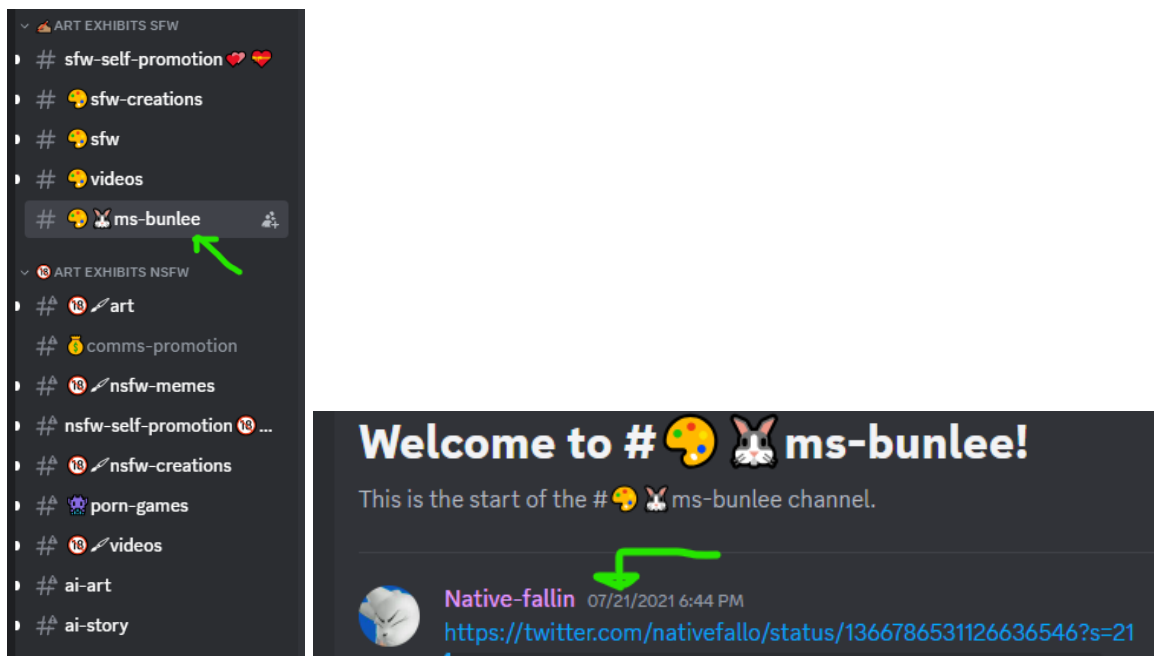 ART EXHIBITS SFW
# sfw-self-promotion
# sfw-creations
# sfw
# videos
# ms-bunlee
🔞 ART EXHIBITS NSFW
# 🔞 art
# comms-promotion
# 🔞 nsfw-memes
# nsfw-self-promotion 🔞 ...
# 🔞 nsfw-creations
# porn-games
# 🔞 videos
# ai-art
# ai-story
Welcome to # ms-bunlee!
This is the start of the # ms-bunlee channel.
Native-fallin 07/21/2021 6:44 PM
https://twitter.com/nativefallo/status/1366786531126636546?s=21